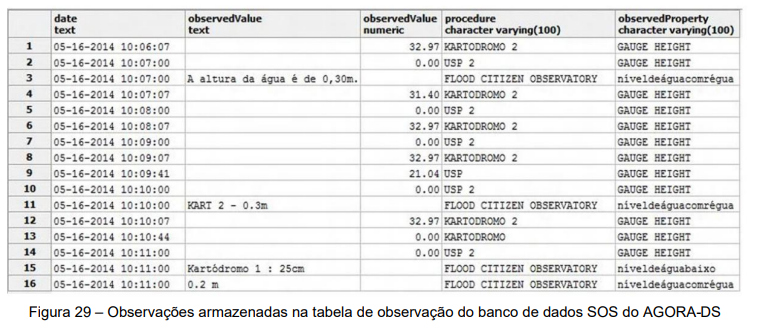 date observedValue observedValue procedure observedProperty
text text numeric character varying(100) character varying(100)
1 05-16-2014 10:06:07 32.97 KARTODROMO 2 GAUGE HEIGHT
2 05-16-2014 10:07:00 0.00 USP 2 GAUGE HEIGHT
3 05-16-2014 10:07:00 A altura da água é de 0,30m. FLOOD CITIZEN OBSERVATORY níveldeáguacomrégua
4 05-16-2014 10:07:07 31.40 KARTODROMO 2 GAUGE HEIGHT
5 05-16-2014 10:08:00 0.00 USP 2 GAUGE HEIGHT
6 05-16-2014 10:08:07 32.97 KARTODROMO 2 GAUGE HEIGHT
7 05-16-2014 10:09:00 0.00 USP 2 GAUGE HEIGHT
8 05-16-2014 10:09:07 32.97 KARTODROMO 2 GAUGE HEIGHT
9 05-16-2014 10:09:41 21.04 USP GAUGE HEIGHT
10 05-16-2014 10:10:00 0.00 USP 2 GAUGE HEIGHT
11 05-16-2014 10:10:00 KART 2 - 0.3m FLOOD CITIZEN OBSERVATORY níveldeáguacomrégua
12 05-16-2014 10:10:07 32.97 KARTODROMO 2 GAUGE HEIGHT
13 05-16-2014 10:10:44 0.00 KARTODROMO GAUGE HEIGHT
14 05-16-2014 10:11:00 0.00 USP 2 GAUGE HEIGHT
15 05-16-2014 10:11:00 Kartódromo 1 : 25cm FLOOD CITIZEN OBSERVATORY níveldeáguabaixo
16 05-16-2014 10:11:00 0.2 m FLOOD CITIZEN OBSERVATORY níveldeáguacomrégua
Figura 29 – Observações armazenadas na tabela de observação do banco de dados SOS do AGORA-DS